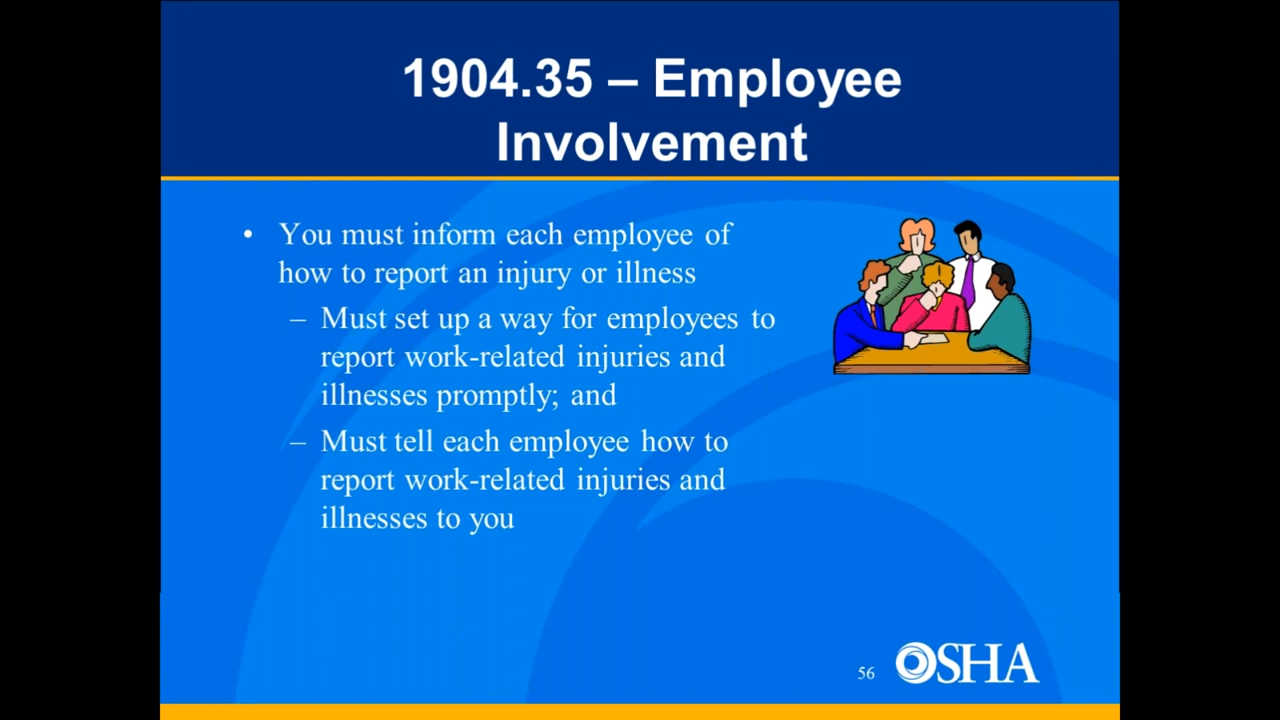 1904.35 – Employee
Involvement
• You must inform each employee of
how to report an injury or illness
– Must set up a way for employees to
report work-related injuries and
illnesses promptly; and
– Must tell each employee how to
report work-related injuries and
illnesses to you
56
OSHA